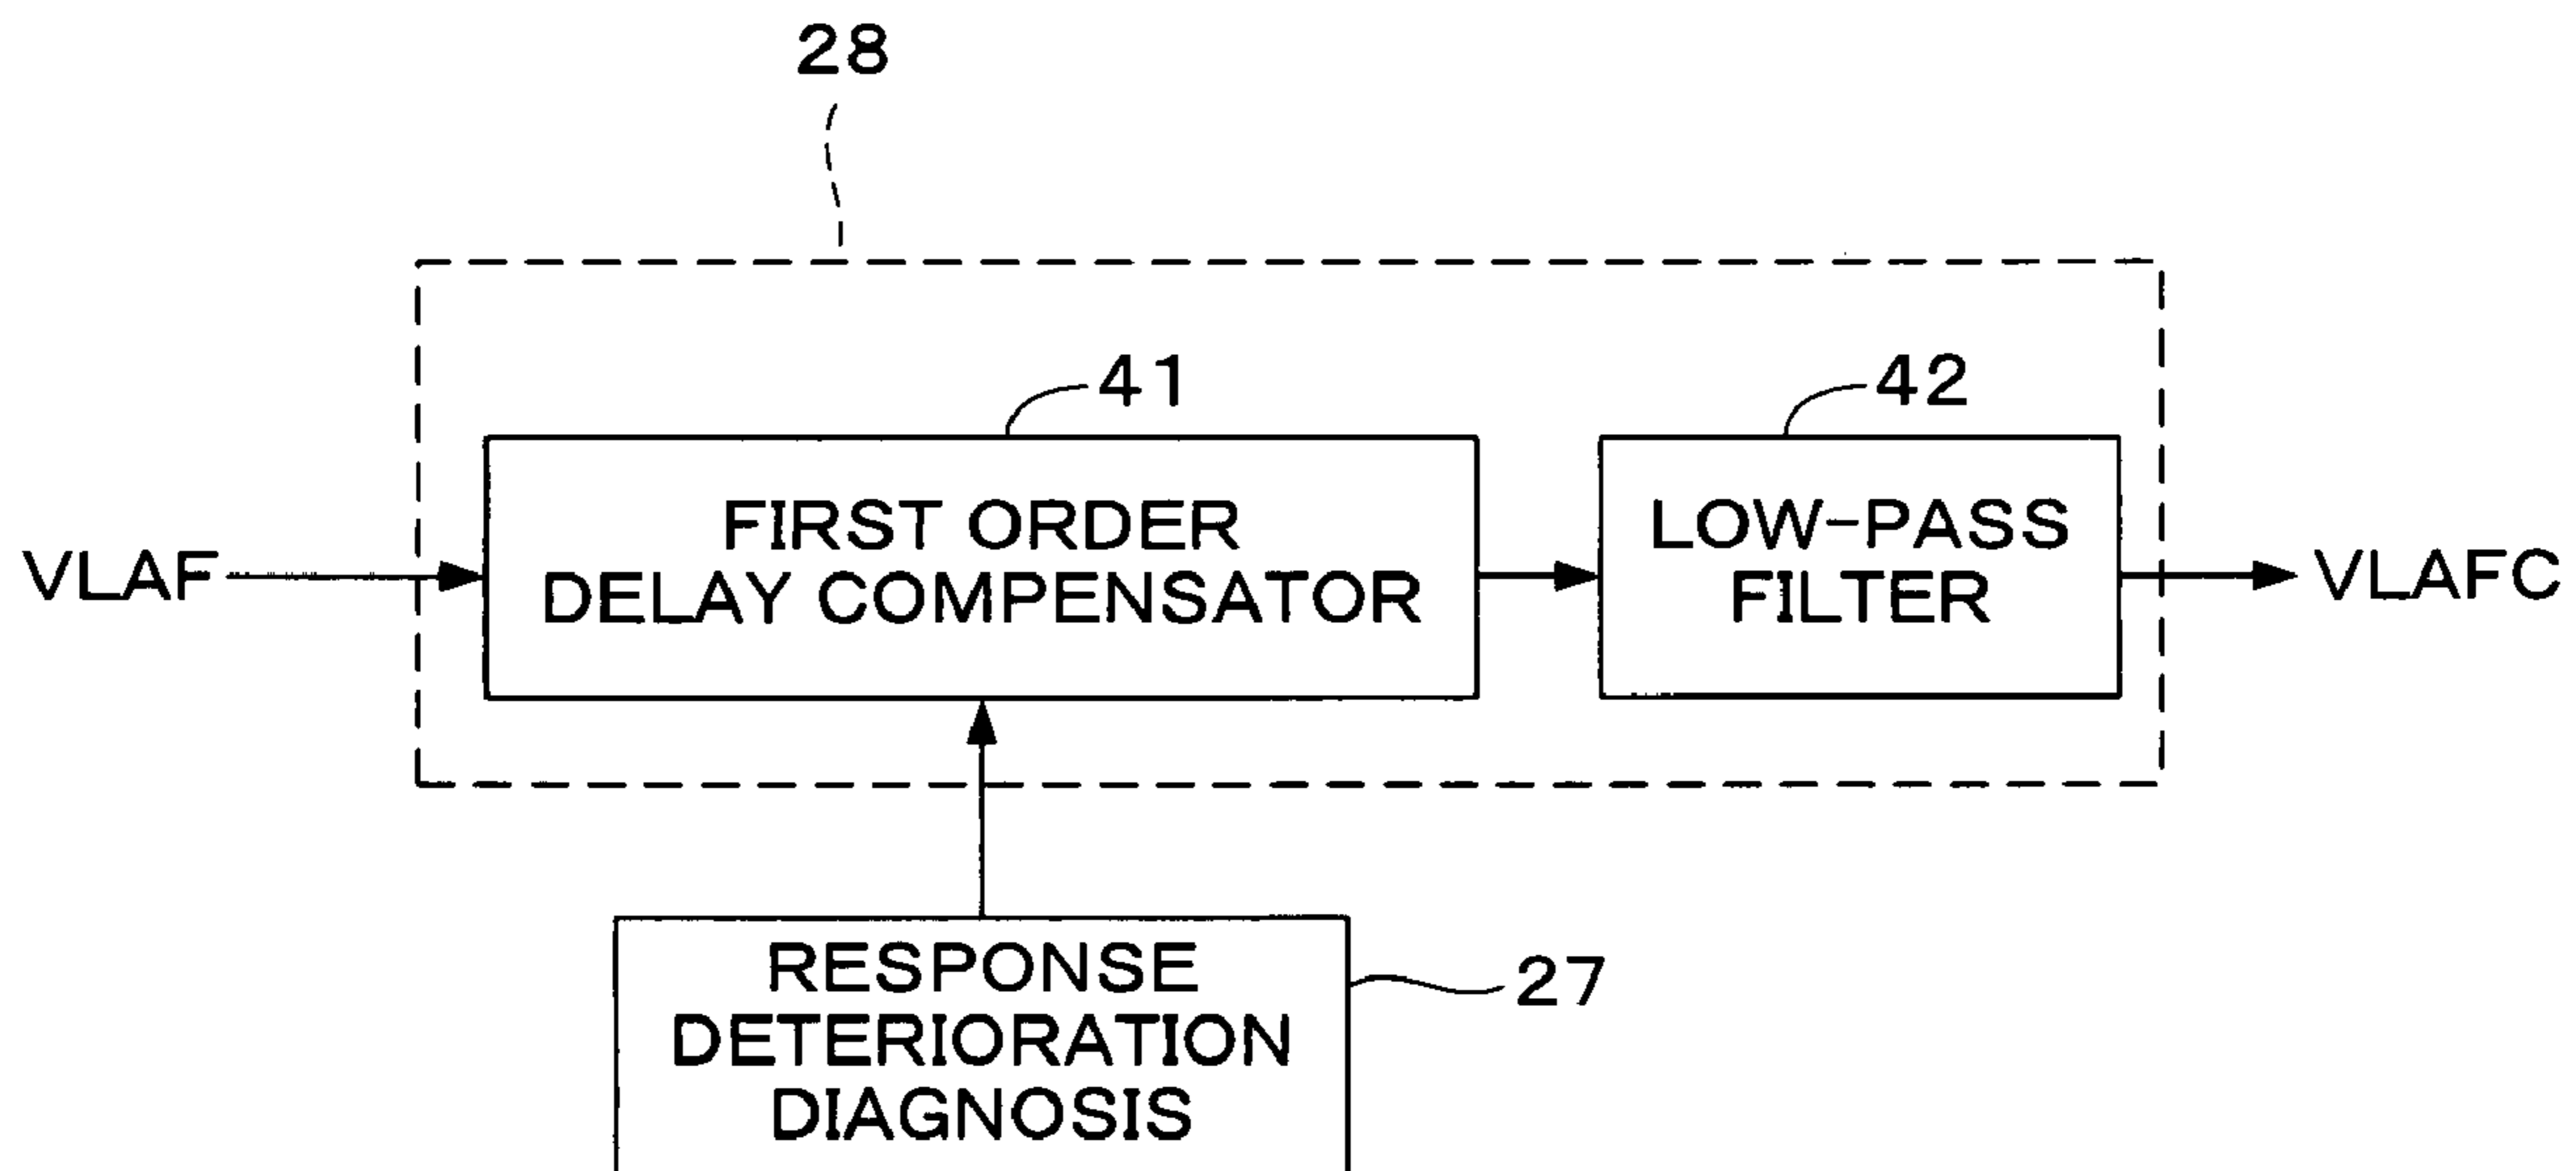 28
41
42
FIRST ORDER
DELAY COMPENSATOR
LOW-PASS
FILTER
VLAF
VLAFC
RESPONSE
DETERIORATION
DIAGNOSIS
27